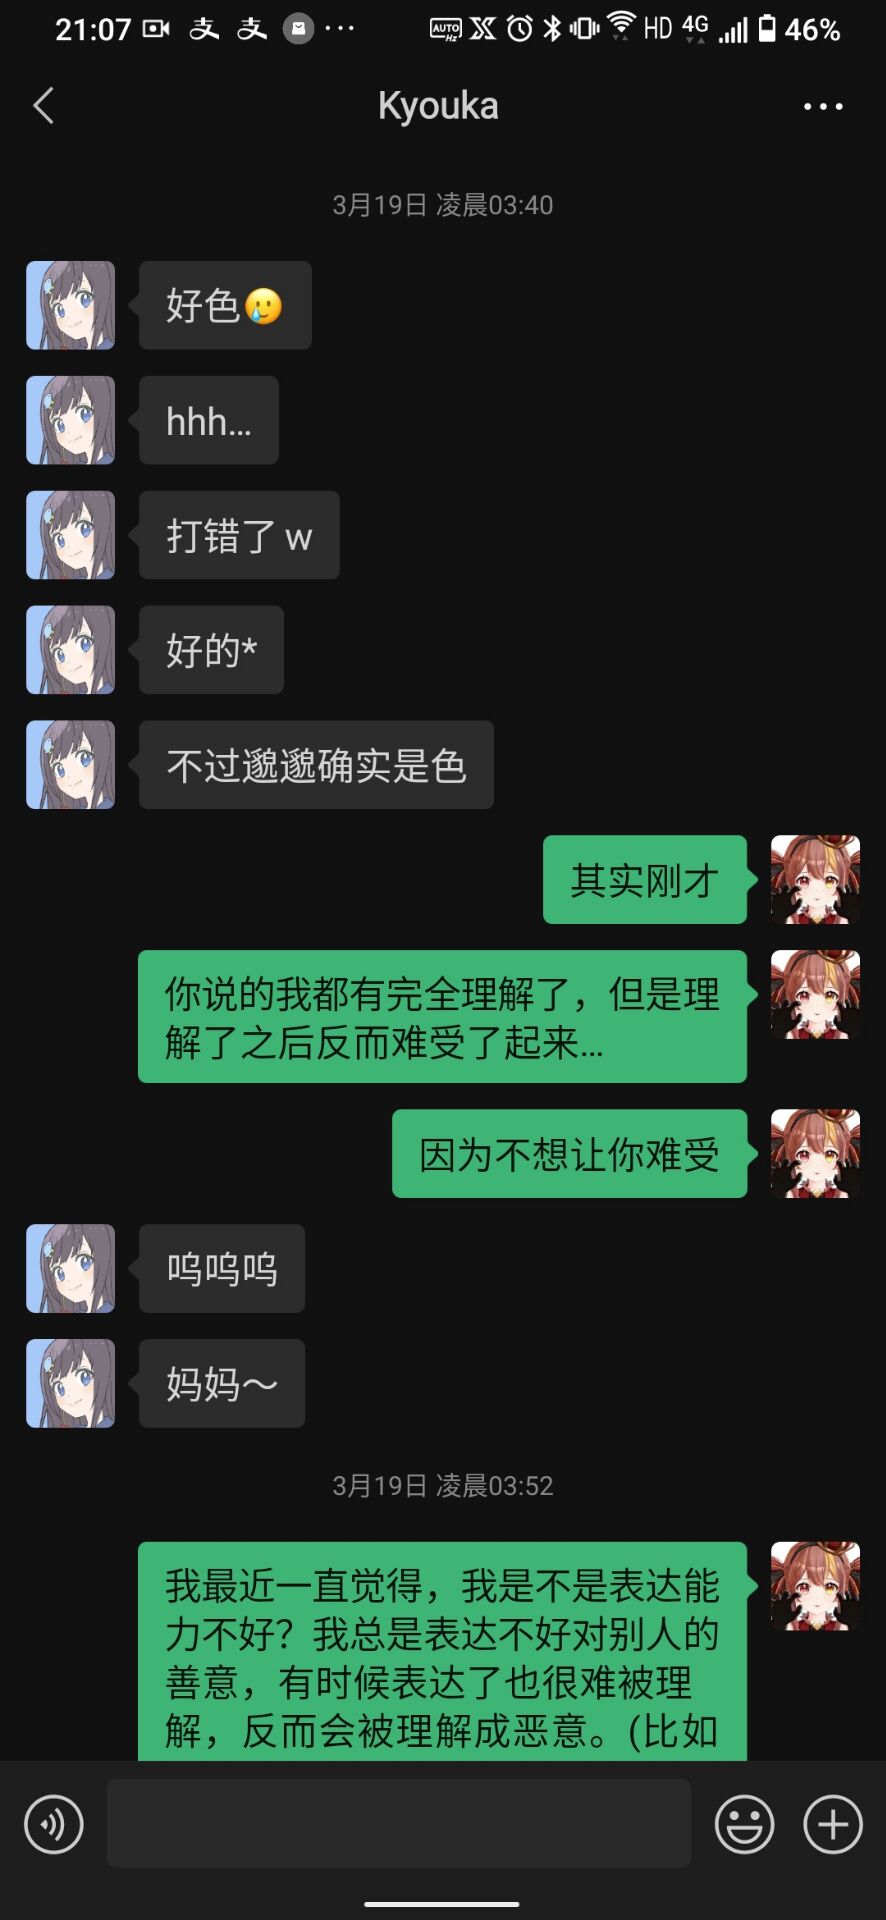 21:07 支 支 ... AUTO Hz HD 4G 46%
Kyouka
3月19日 凌晨03:40
好色🥲
hhh...
打错了w
好的*
不过邈邈确实是色
其实刚才
你说的我都有完全理解了，但是理
解了之后反而难受了起来...
因为不想让你难受
呜呜呜
妈妈～
3月19日 凌晨03:52
我最近一直觉得，我是不是表达能
力不好？我总是表达不好对别人的
善意，有时候表达了也很难被理
解，反而会被理解成恶意。(比如